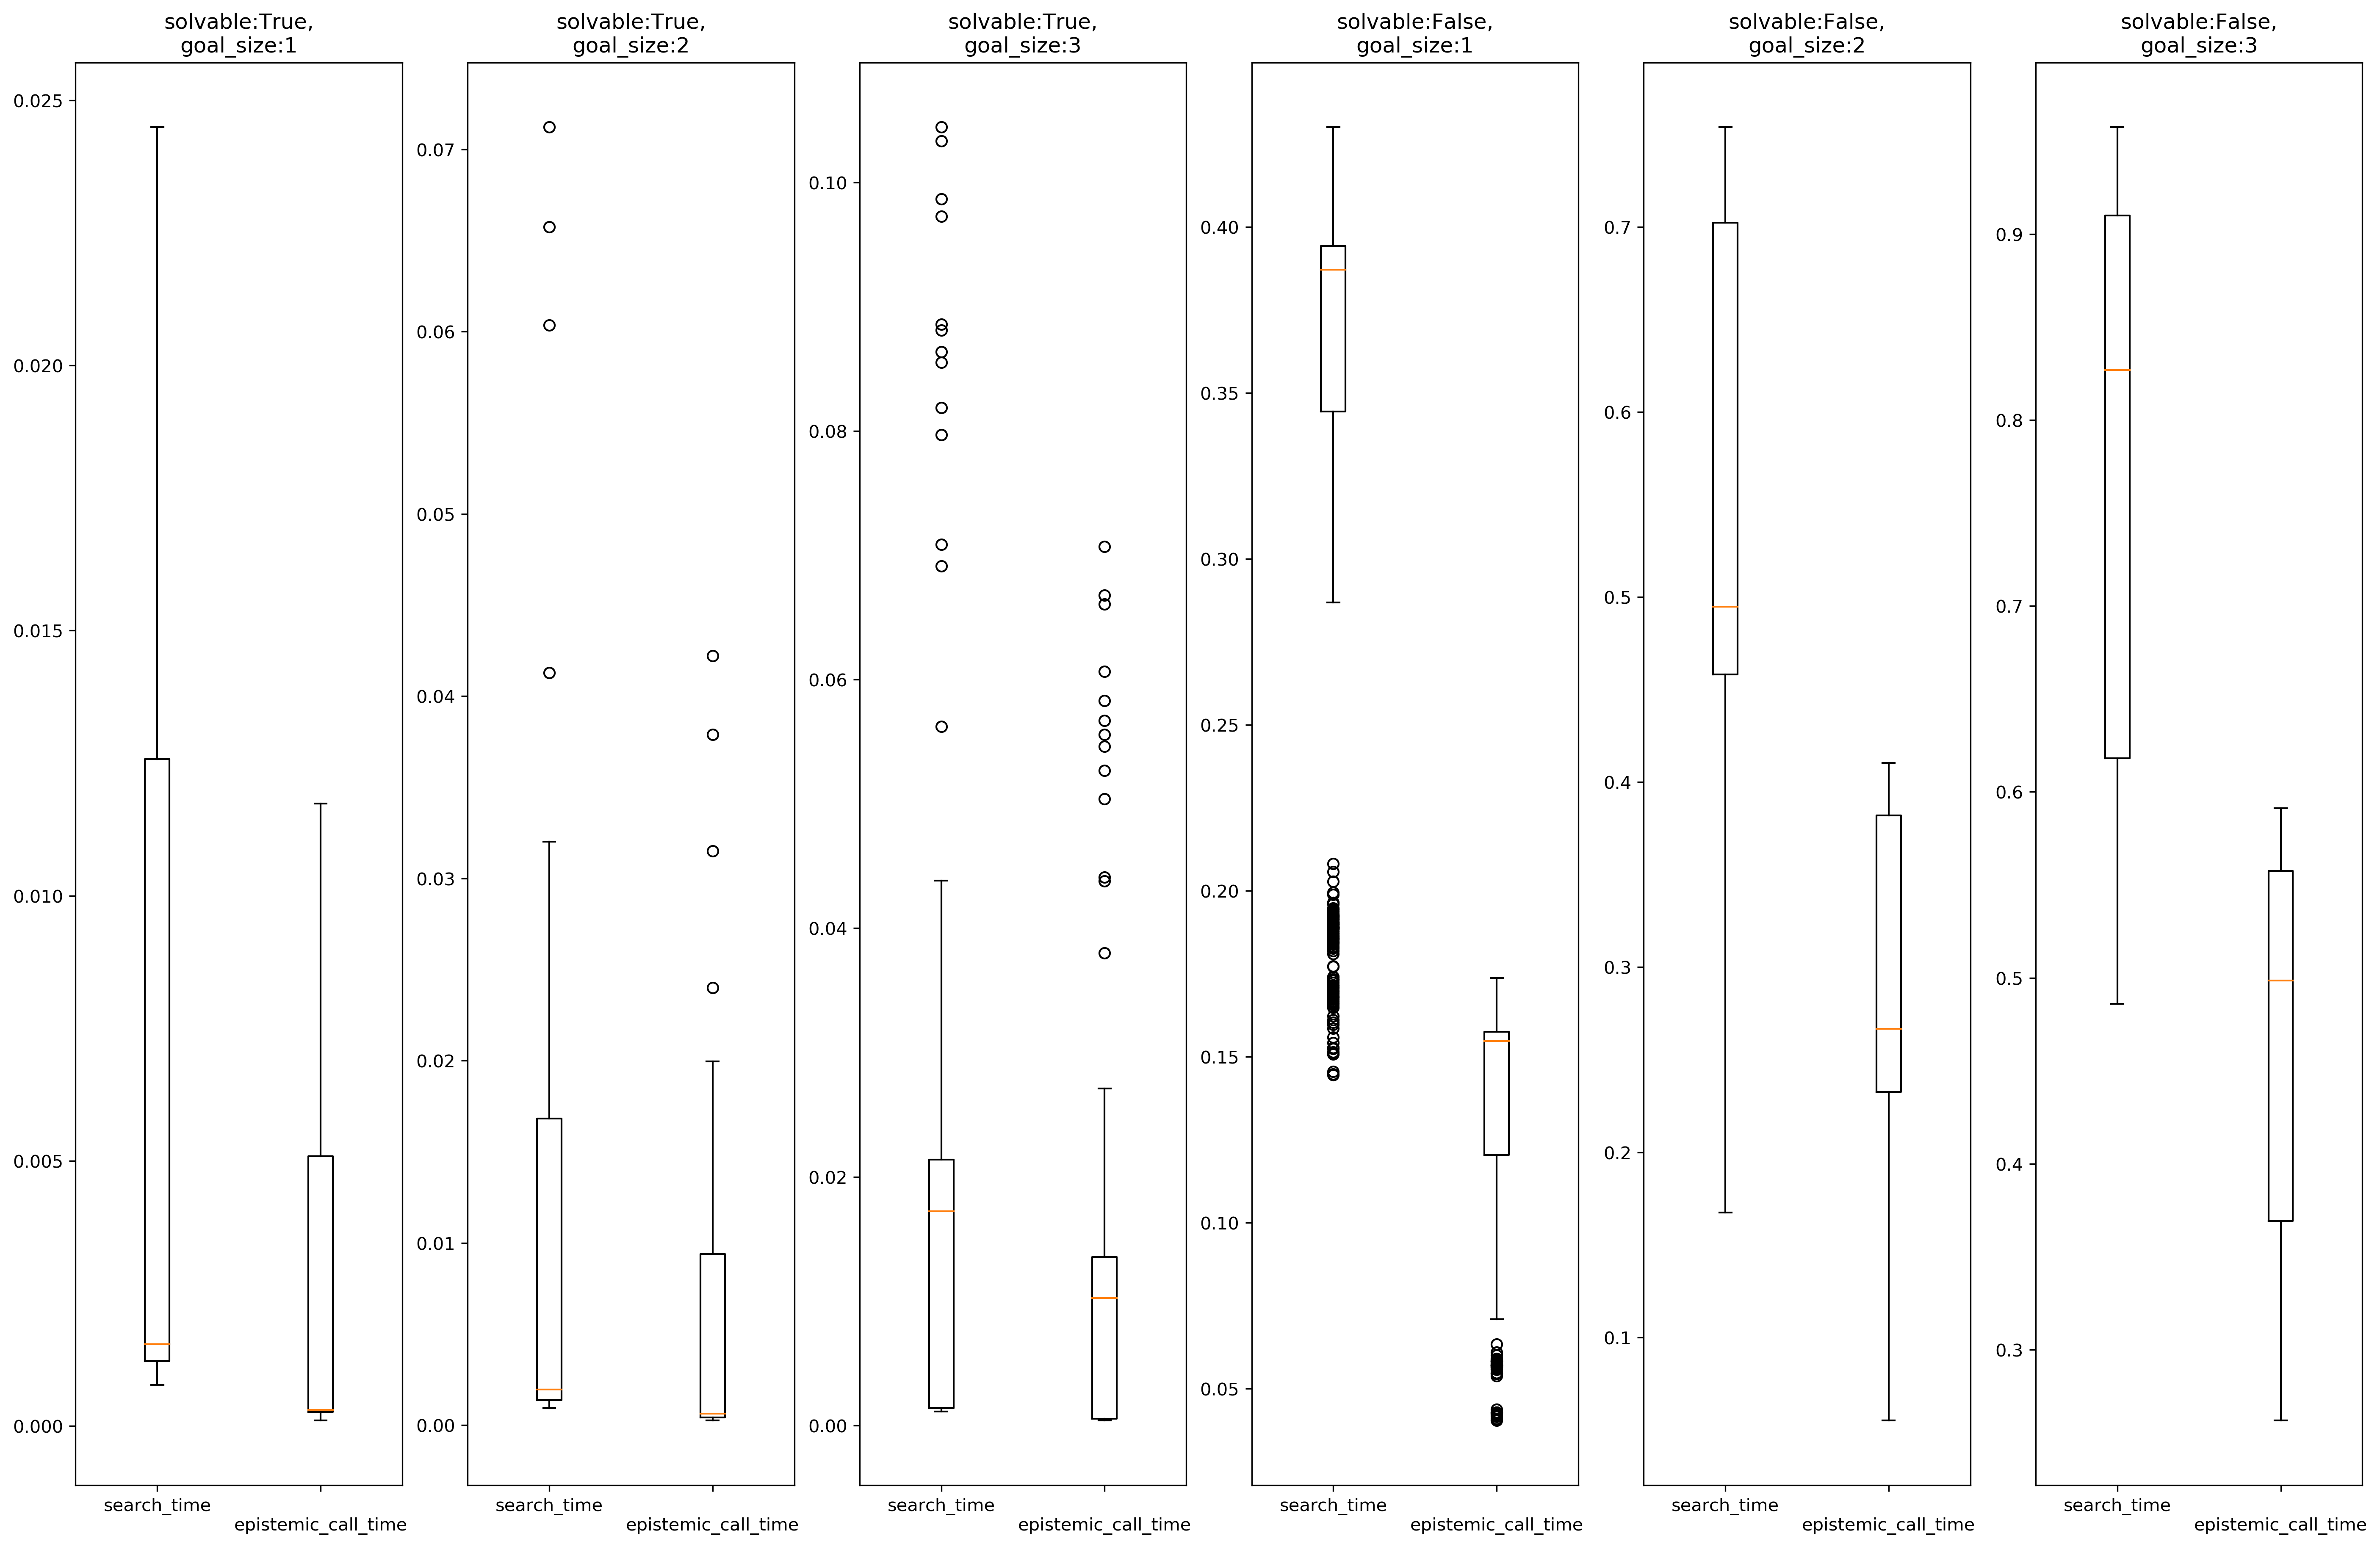 solvable:True,
goal_size:1
0.025
0.020
0.015
0.010
0.005
0.000
search_time
epistemic_call_time
solvable:True,
goal_size:2
0.07
0.06
0.05
0.04
0.03
0.02
0.01
0.00
search_time
epistemic_call_time
solvable:True,
goal_size:3
0.10
0.08
0.06
0.04
0.02
0.00
search_time
epistemic_call_time
solvable:False,
goal_size:1
0.40
0.35
0.30
0.25
0.20
0.15
0.10
0.05
search_time
epistemic_call_time
solvable:False,
goal_size:2
0.7
0.6
0.5
0.4
0.3
0.2
0.1
search_time
epistemic_call_time
solvable:False,
goal_size:3
0.9
0.8
0.7
0.6
0.5
0.4
0.3
search_time
epistemic_call_time